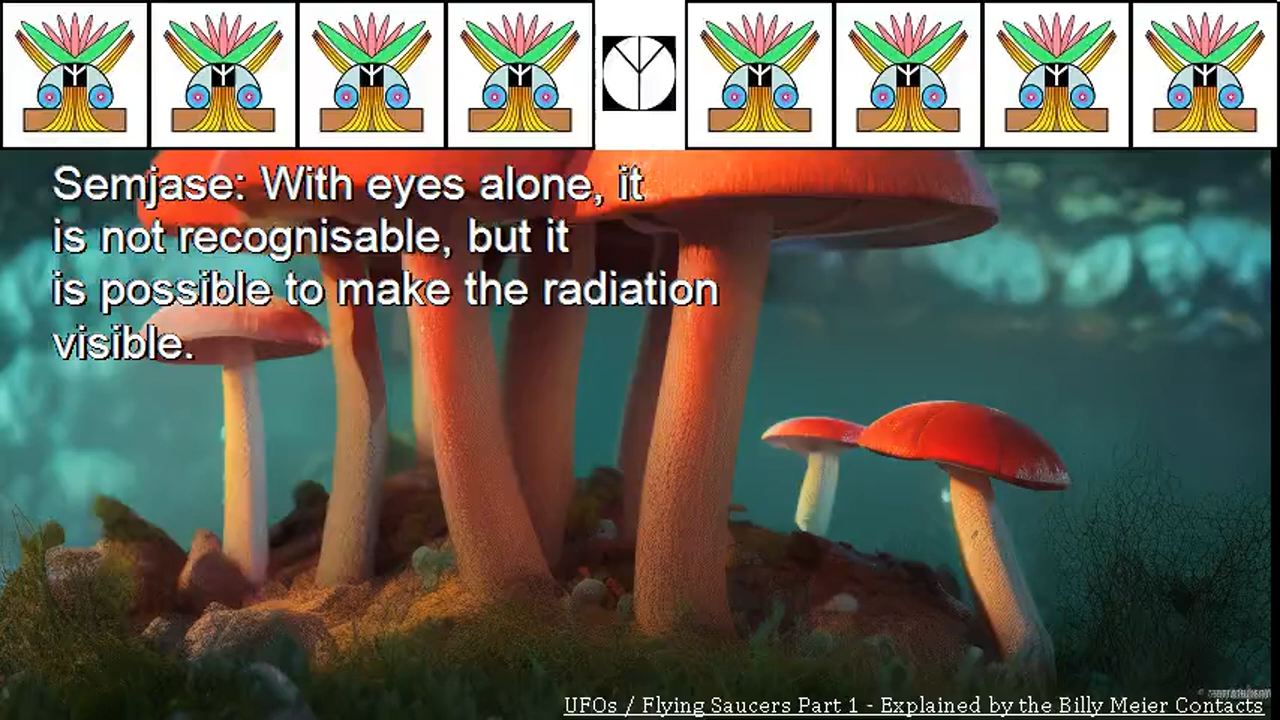 Semjase: With eyes alone, it
is not recognisable, but it
is possible to make the radiation
visible.
UFOs / Flying Saucers Part 1 - Explained by the Billy Meier Contacts